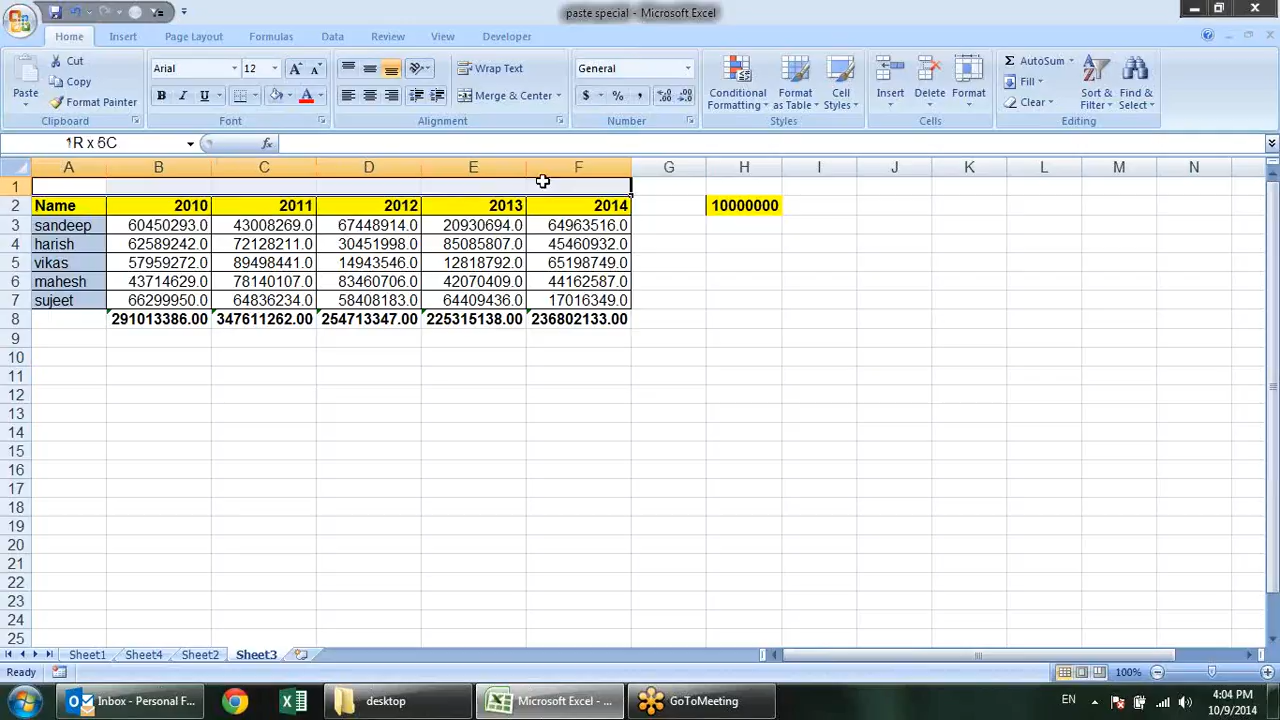 paste special - Microsoft Excel
Home Insert Page Layout Formulas Data Review View Developer
Paste
Cut
Copy
Format Painter
Clipboard
Arial 12
B I U
Font
Wrap Text
Merge & Center
Alignment
General
$ % ,
Number
Conditional Formatting
Format as Table
Cell Styles
Styles
Insert
Delete
Format
Cells
AutoSum
Fill
Clear
Sort & Filter
Find & Select
Editing
1R x 6C
fx
A B C D E F G H I J K L M N
1
2 Name 2010 2011 2012 2013 2014 10000000
3 sandeep 60450293.0 43008269.0 67448914.0 20930694.0 64963516.0
4 harish 62589242.0 72128211.0 30451998.0 85085807.0 45460932.0
5 vikas 57959272.0 89498441.0 14943546.0 12818792.0 65198749.0
6 mahesh 43714629.0 78140107.0 83460706.0 42070409.0 44162587.0
7 sujeet 66299950.0 64836234.0 58408183.0 64409436.0 17016349.0
8 291013386.00 347611262.00 254713347.00 225315138.00 236802133.00
9
10
11
12
13
14
15
16
17
18
19
20
21
22
23
24
25
Sheet1 Sheet4 Sheet2 Sheet3
Ready
100%
Inbox - Personal F...
desktop
Microsoft Excel - ...
GoToMeeting
EN
4:04 PM
10/9/2014